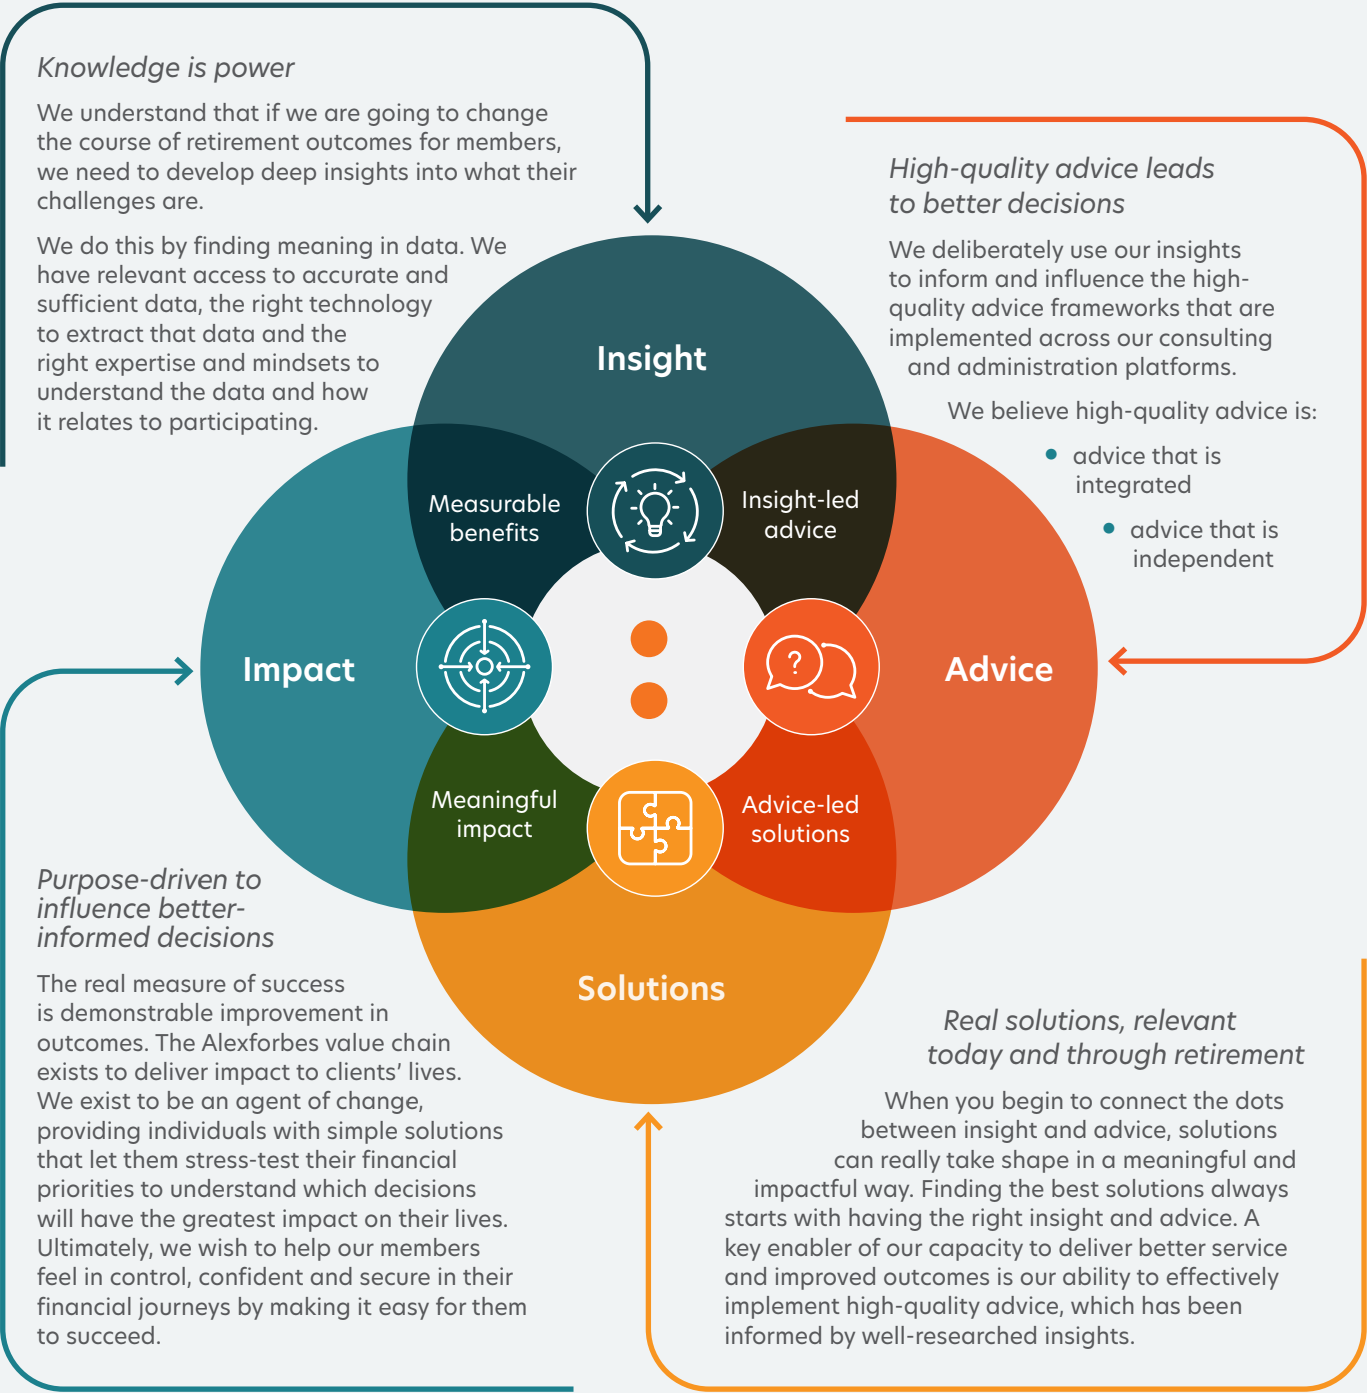 Knowledge is power
We understand that if we are going to change
the course of retirement outcomes for members,
we need to develop deep insights into what their
challenges are.
We do this by finding meaning in data. We
have relevant access to accurate and
sufficient data, the right technology
to extract that data and the
right expertise and mindsets to
understand the data and how
it relates to participating.
High-quality advice leads
to better decisions
We deliberately use our insights
to inform and influence the high-
quality advice frameworks that are
implemented across our consulting
and administration platforms.
We believe high-quality advice is:
• advice that is
integrated
• advice that is
independent
Insight
Measurable
benefits
Insight-led
advice
Impact
?
Advice
Meaningful
impact
Advice-led
solutions
Solutions
Purpose-driven to
influence better-
informed decisions
The real measure of success
is demonstrable improvement in
outcomes. The Alexforbes value chain
exists to deliver impact to clients’ lives.
We exist to be an agent of change,
providing individuals with simple solutions
that let them stress-test their financial
priorities to understand which decisions
will have the greatest impact on their lives.
Ultimately, we wish to help our members
feel in control, confident and secure in their
financial journeys by making it easy for them
to succeed.
Real solutions, relevant
today and through retirement
When you begin to connect the dots
between insight and advice, solutions
can really take shape in a meaningful and
impactful way. Finding the best solutions always
starts with having the right insight and advice. A
key enabler of our capacity to deliver better service
and improved outcomes is our ability to effectively
implement high-quality advice, which has been
informed by well-researched insights.